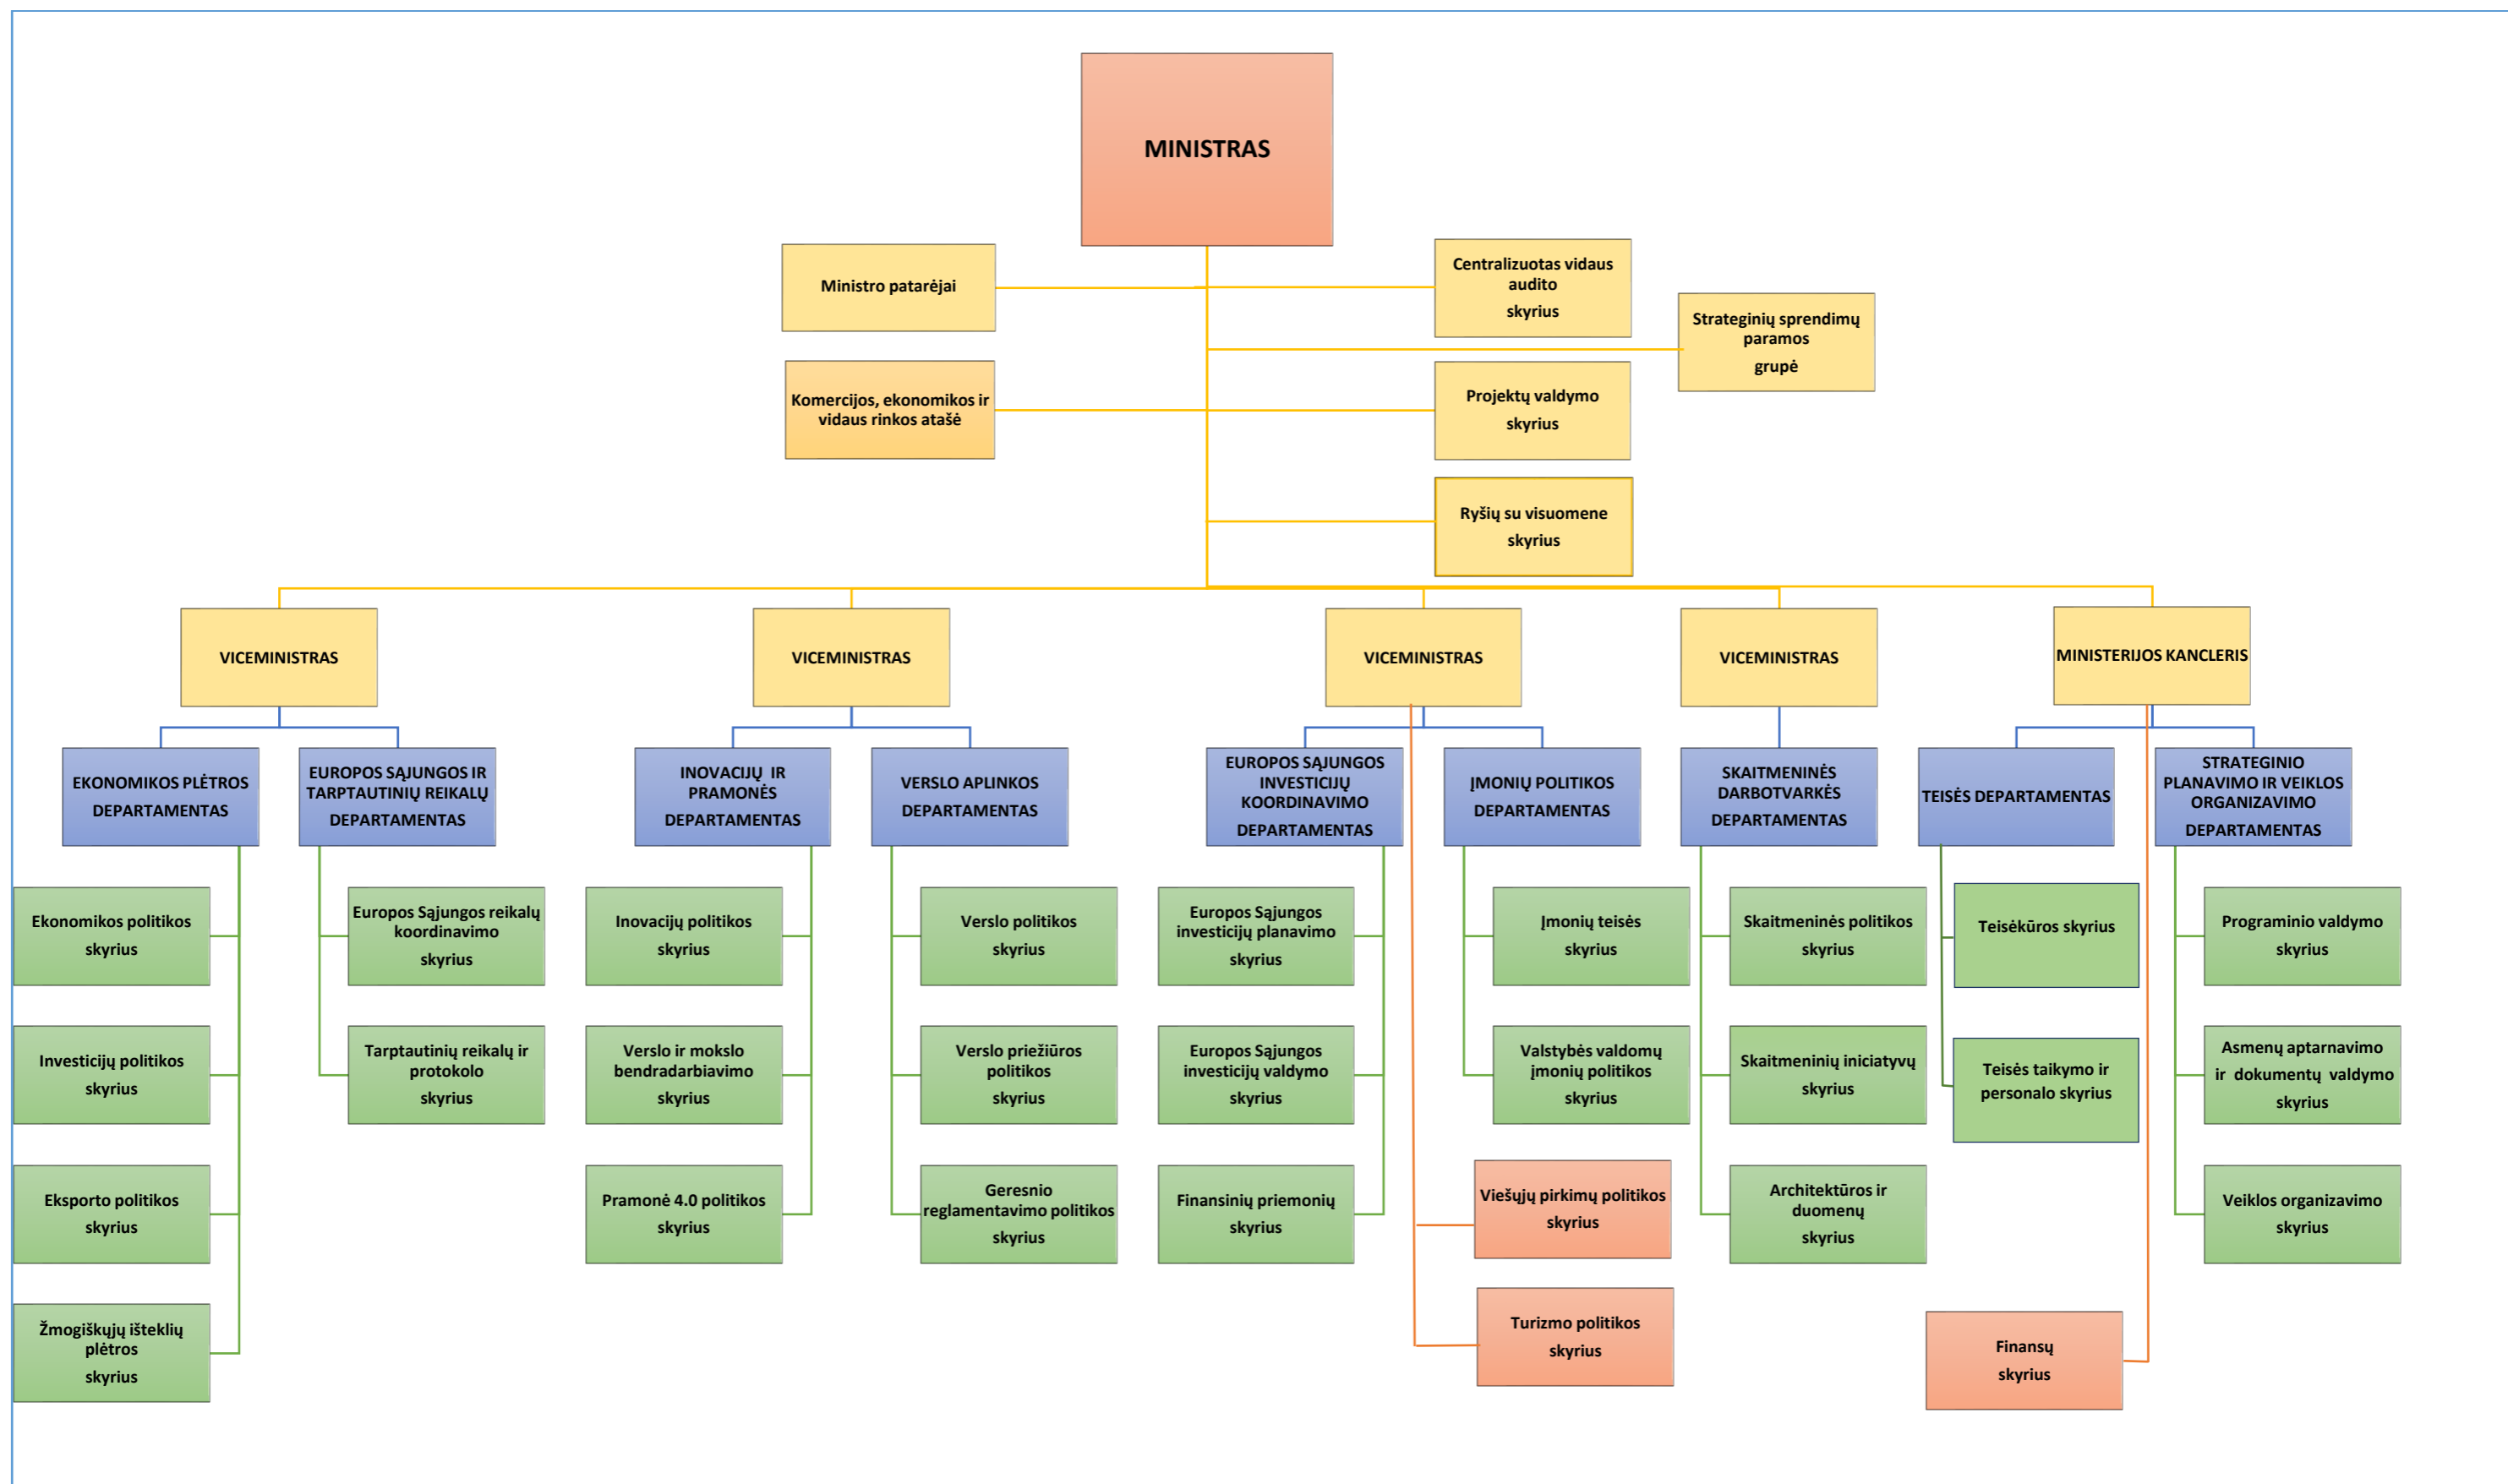 MINISTRAS
Ministro patarėjai
Centralizuotas vidaus
audito
skyrius
Strateginių sprendimų
paramos
grupė
Komercijos, ekonomikos ir
vidaus rinkos atašė
Projektų valdymo
skyrius
Ryšių su visuomene
skyrius
VICEMINISTRAS
VICEMINISTRAS
VICEMINISTRAS
VICEMINISTRAS
MINISTERIJOS KANCLERIS
EKONOMIKOS PLĖTROS
DEPARTAMENTAS
EUROPOS SĄJUNGOS IR
TARPTAUTINIŲ REIKALŲ
DEPARTAMENTAS
INOVACIJŲ IR
PRAMONĖS
DEPARTAMENTAS
VERSLO APLINKOS
DEPARTAMENTAS
EUROPOS SĄJUNGOS
INVESTICIJŲ
KOORDINAVIMO
DEPARTAMENTAS
ĮMONIŲ POLITIKOS
DEPARTAMENTAS
SKAITMENINĖS
DARBOTVARKĖS
DEPARTAMENTAS
TEISĖS DEPARTAMENTAS
STRATEGINIO
PLANAVIMO IR VEIKLOS
ORGANIZAVIMO
DEPARTAMENTAS
Ekonomikos politikos
skyrius
Europos Sąjungos reikalų
koordinavimo
skyrius
Inovacijų politikos
skyrius
Verslo politikos
skyrius
Europos Sąjungos
investicijų planavimo
skyrius
Įmonių teisės
skyrius
Skaitmeninės politikos
skyrius
Teisėkūros skyrius
Programinio valdymo
skyrius
Investicijų politikos
skyrius
Tarptautinių reikalų ir
protokolo
skyrius
Verslo ir mokslo
bendradarbiavimo
skyrius
Verslo priežiūros
politikos
skyrius
Europos Sąjungos
investicijų valdymo
skyrius
Valstybės valdomų
įmonių politikos
skyrius
Skaitmeninių iniciatyvų
skyrius
Teisės taikymo ir
personalo skyrius
Asmenų aptarnavimo
ir dokumentų valdymo
skyrius
Eksporto politikos
skyrius
Pramonė 4.0 politikos
skyrius
Geresnio
reglamentavimo politikos
skyrius
Finansinių priemonių
skyrius
Viešųjų pirkimų politikos
skyrius
Architektūros ir
duomenų
skyrius
Veiklos organizavimo
skyrius
Žmogiškųjų išteklių
plėtros
skyrius
Turizmo politikos
skyrius
Finansų
skyrius